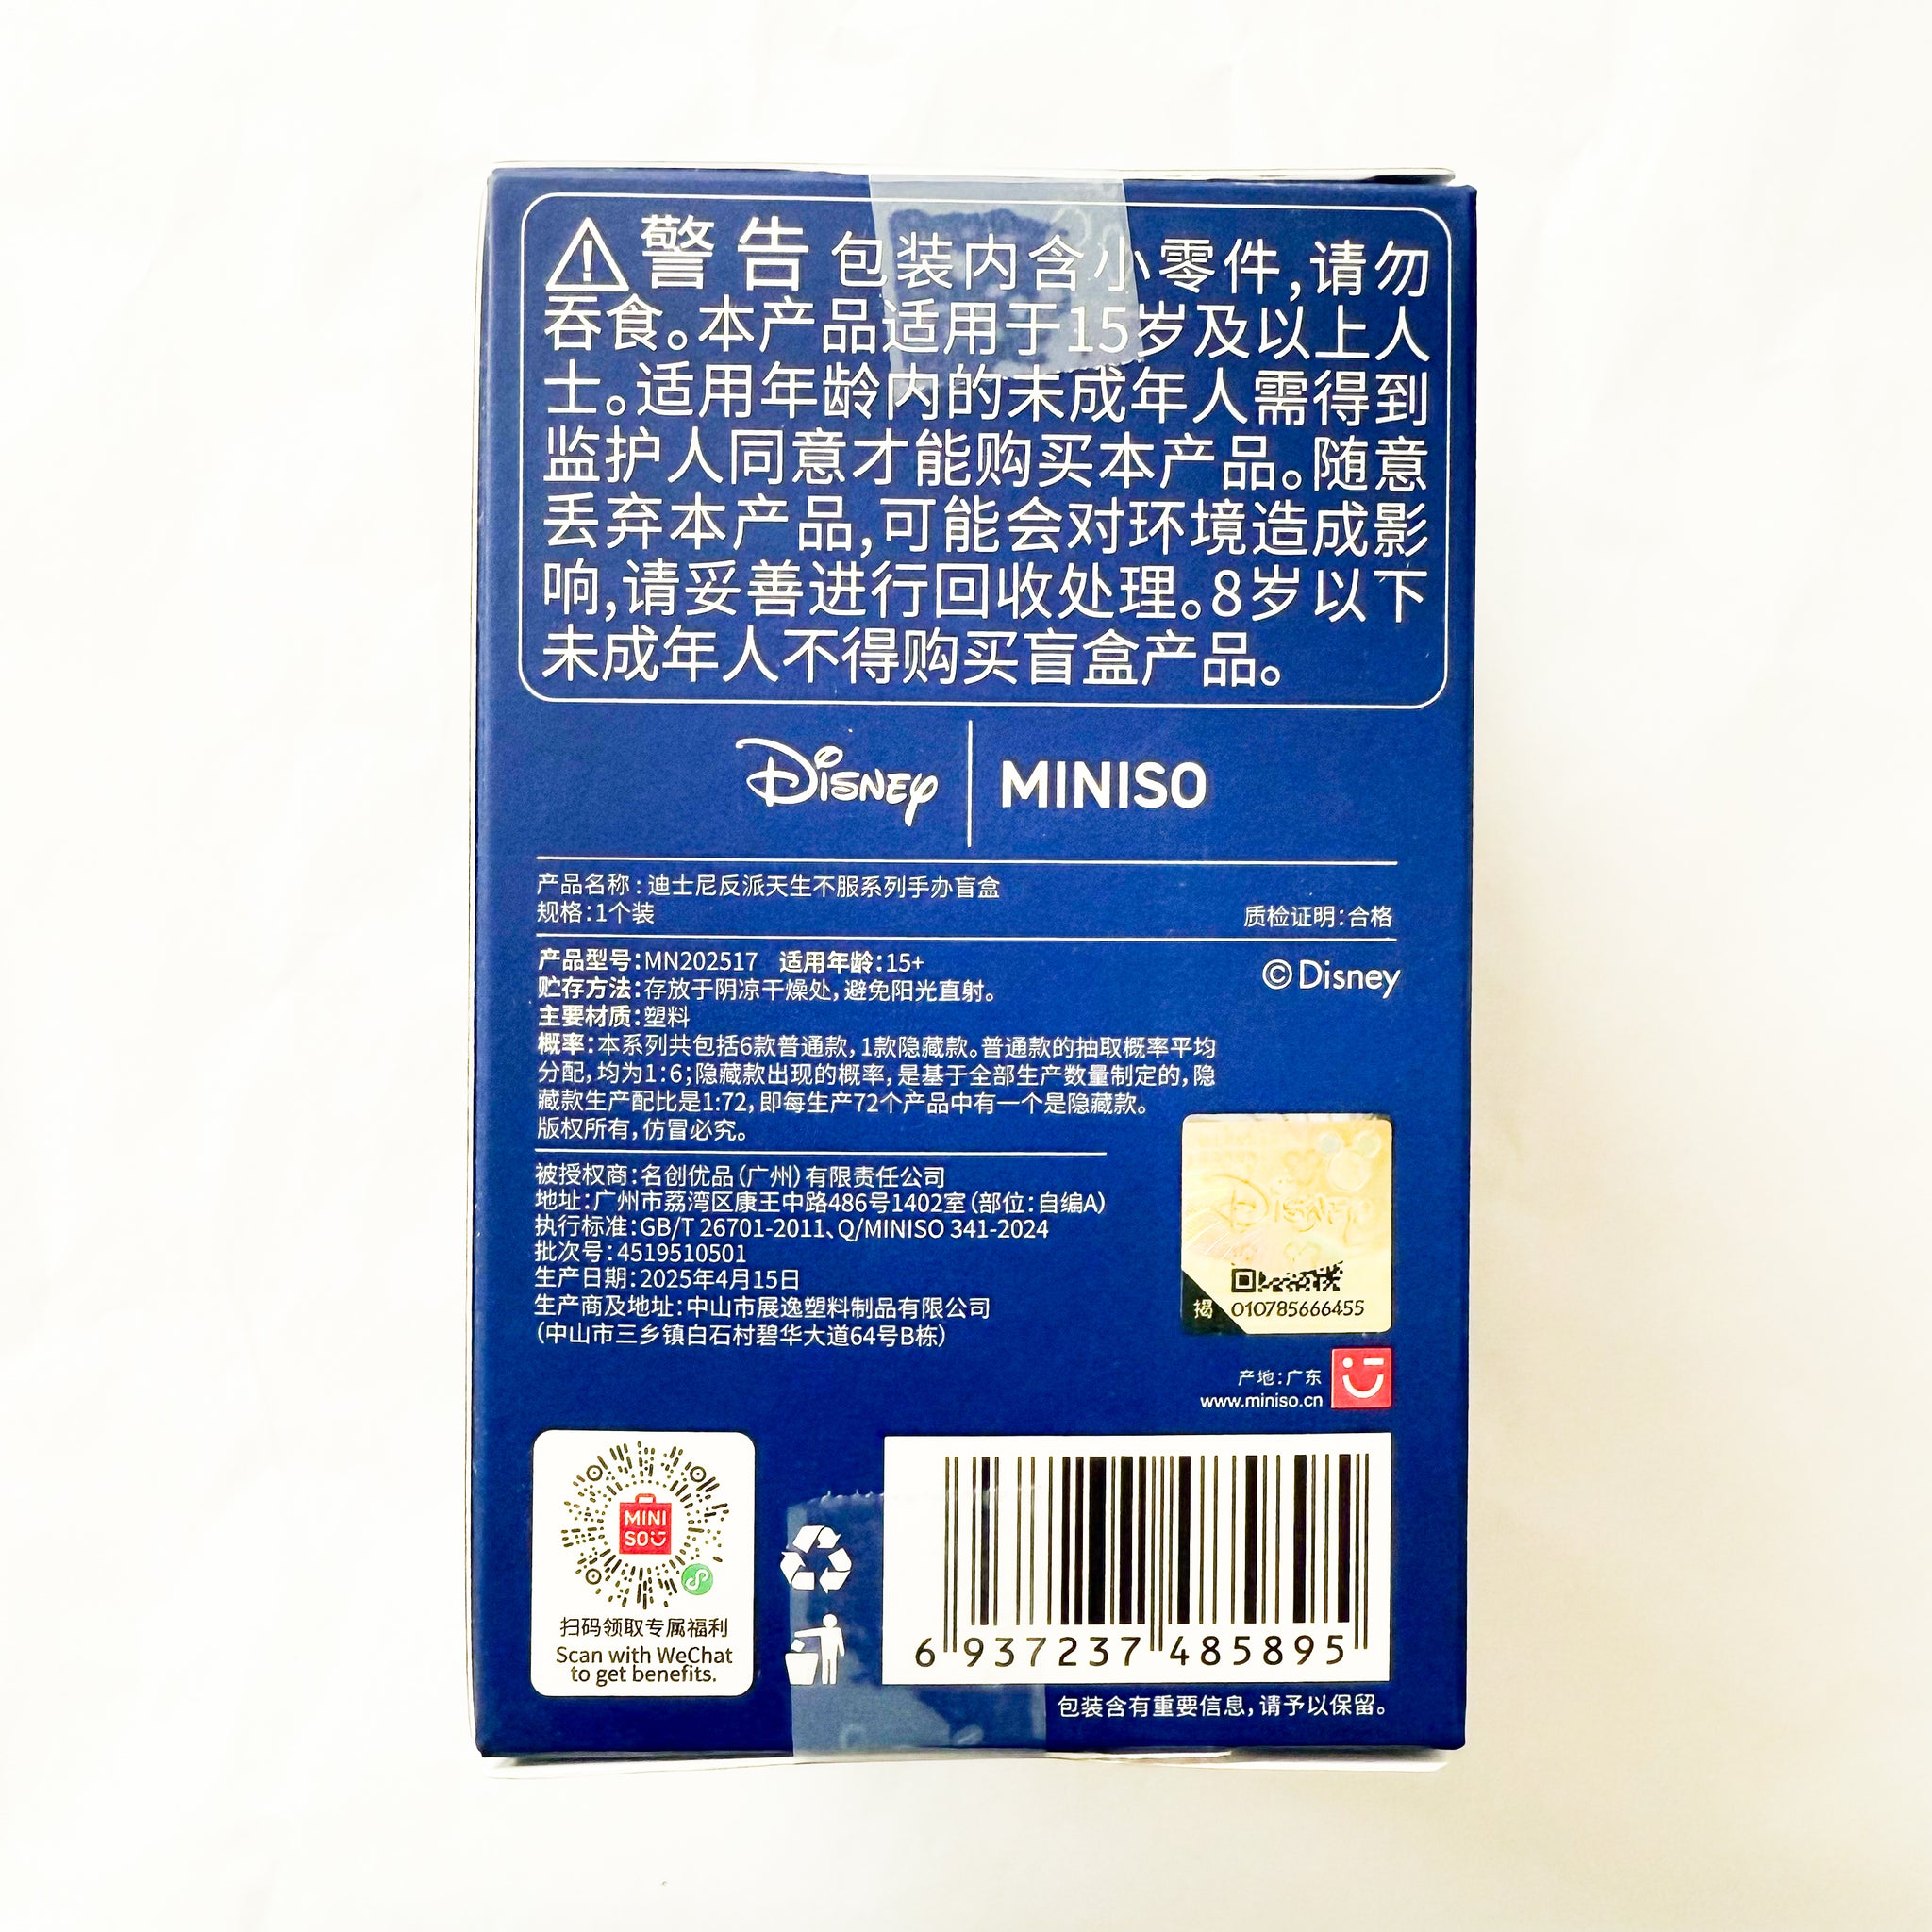 警告 包装内含小零件,请勿
吞食。本产品适用于15岁及以上人
士。适用年龄内的未成年人需得到
监护人同意才能购买本产品。随意
丢弃本产品,可能会对环境造成影
响,请妥善进行回收处理。8岁以下
未成年人不得购买盲盒产品。
Disney | MINISO
产品名称:迪士尼反派天生不服系列手办盲盒
规格:1个装
质检证明:合格
产品型号:MN202517 适用年龄:15+
©Disney
贮存方法:存放于阴凉干燥处,避免阳光直射。
主要材质:塑料
概率:本系列共包括6款普通款,1款隐藏款。普通款的抽取概率平均
分配,均为1:6;隐藏款出现的概率,是基于全部生产数量制定的,隐
藏款生产配比是1:72,即每生产72个产品中有一个是隐藏款。
版权所有,仿冒必究。
被授权商:名创优品(广州)有限责任公司
地址:广州市荔湾区康王中路486号1402室(部位:自编A)
执行标准:GB/T 26701-2011、Q/MINISO 341-2024
批次号:4519510501
生产日期:2025年4月15日
生产商及地址:中山市展逸塑料制品有限公司
(中山市三乡镇白石村碧华大道64号B栋)
Disney
揭 010785666455
产地:广东
www.miniso.cn
MINI
SO
扫码领取专属福利
Scan with WeChat
to get benefits.
6 937237 485895
包装含有重要信息,请予以保留。